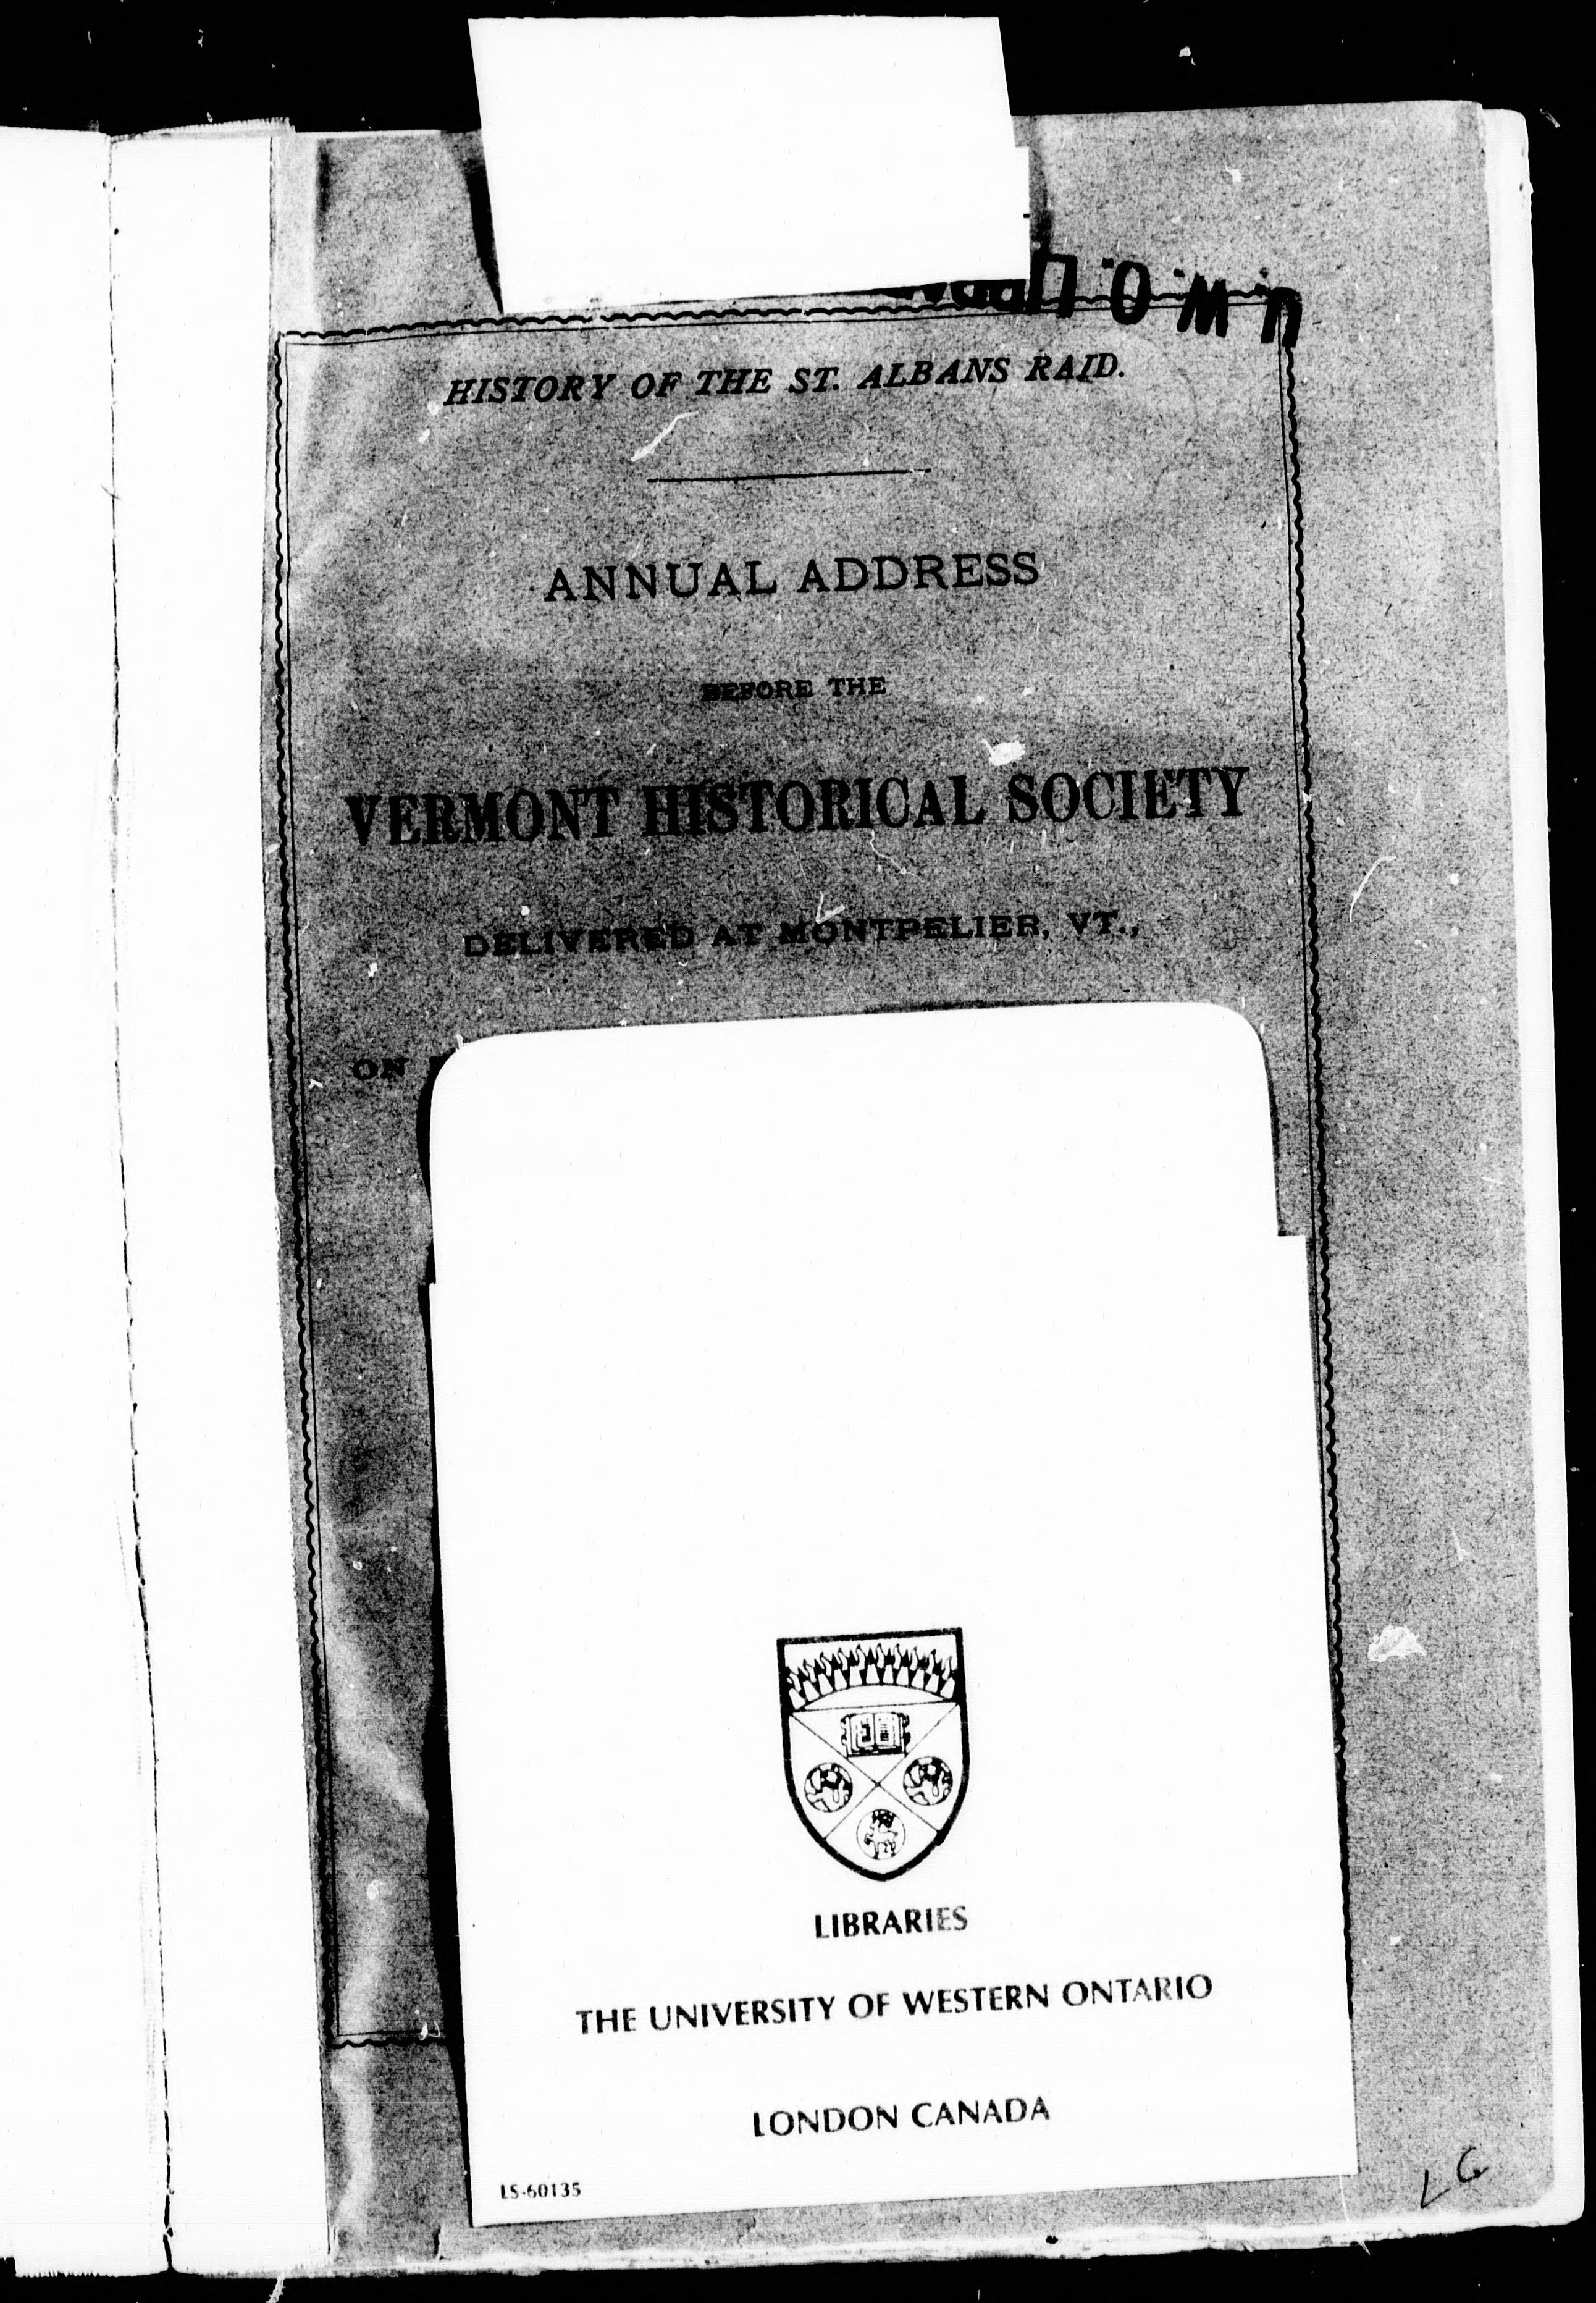 HISTORY OF THE ST. ALBANS RAID.
ANNUAL ADDRESS
BEFORE THE
VERMONT HISTORICAL SOCIETY
DELIVERED AT MONTPELIER, VT.,
ON
LIBRARIES
THE UNIVERSITY OF WESTERN ONTARIO
LONDON CANADA
LS-60135